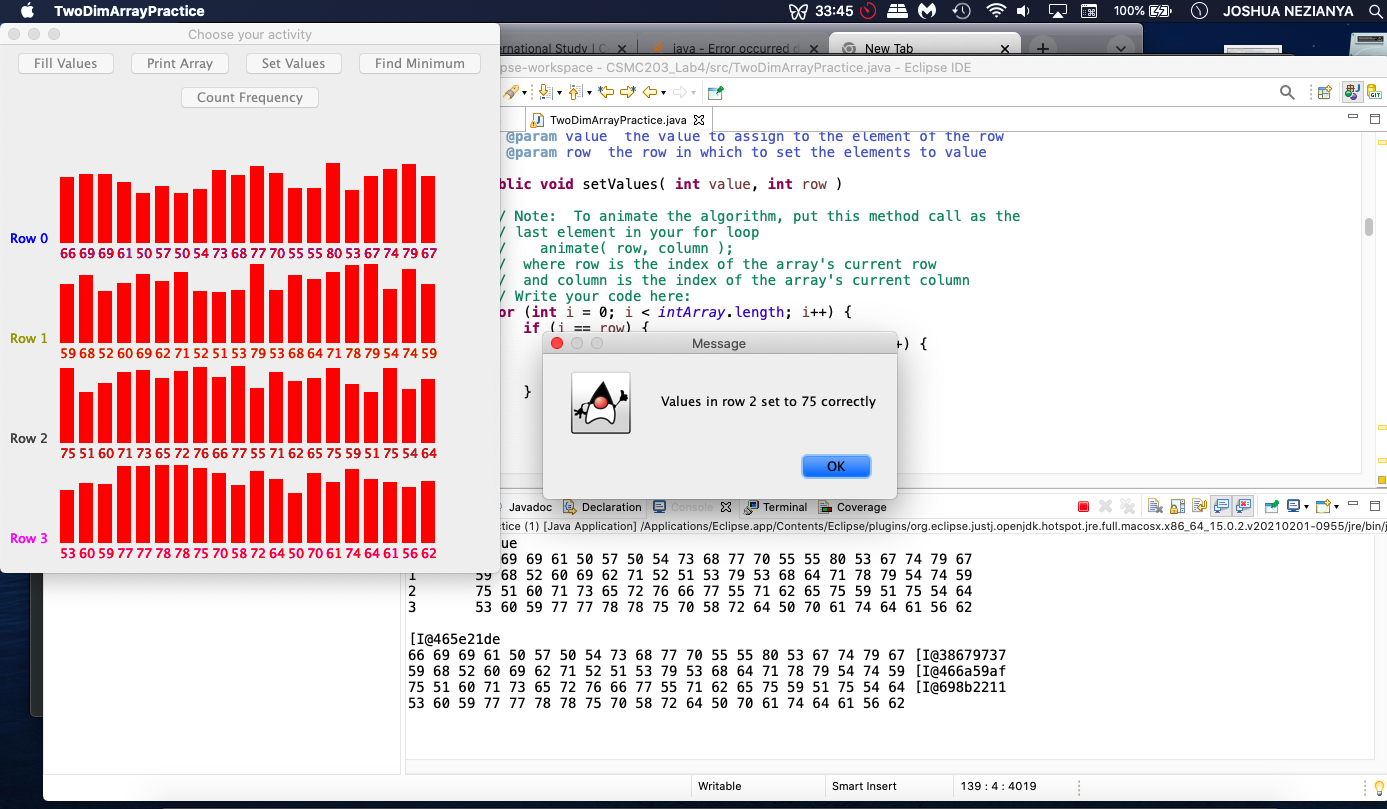 TwoDimArrayPractice 33:45 100% JOSHUA NEZIANYA
Choose your activity
Fill Values Print Array Set Values Find Minimum
Count Frequency
Row 0
66 69 69 61 50 57 50 54 73 68 77 70 55 55 80 53 67 74 79 67
Row 1
59 68 52 60 69 62 71 52 51 53 79 53 68 64 71 78 79 54 74 59
Row 2
75 51 60 71 73 65 72 76 66 77 55 71 62 65 75 59 51 75 54 64
Row 3
53 60 59 77 77 78 78 75 70 58 72 64 50 70 61 74 64 61 56 62
ernational Study | C java - Error occurred New Tab
pse-workspace - CSMC203_Lab4/src/TwoDimArrayPractice.java - Eclipse IDE
TwoDimArrayPractice.java
@param value  the value to assign to the element of the row
@param row  the row in which to set the elements to value
blic void setValues( int value, int row )
/ Note:  To animate the algorithm, put this method call as the
/ last element in your for loop
/    animate( row, column );
/  where row is the index of the array's current row
/  and column is the index of the array's current column
/ Write your code here:
or (int i = 0; i < intArray.length; i++) {
if (i == row) {
+) {
}
Message
Values in row 2 set to 75 correctly
OK
Javadoc Declaration Console Terminal Coverage
tice (1) [Java Application] /Applications/Eclipse.app/Contents/Eclipse/plugins/org.eclipse.justj.openjdk.hotspot.jre.full.macosx.x86_64_15.0.2.v20210201-0955/jre/bin/j
ue
69 69 61 50 57 50 54 73 68 77 70 55 55 80 53 67 74 79 67
1 59 68 52 60 69 62 71 52 51 53 79 53 68 64 71 78 79 54 74 59
2 75 51 60 71 73 65 72 76 66 77 55 71 62 65 75 59 51 75 54 64
3 53 60 59 77 77 78 78 75 70 58 72 64 50 70 61 74 64 61 56 62
[I@465e21de
66 69 69 61 50 57 50 54 73 68 77 70 55 55 80 53 67 74 79 67 [I@38679737
59 68 52 60 69 62 71 52 51 53 79 53 68 64 71 78 79 54 74 59 [I@466a59af
75 51 60 71 73 65 72 76 66 77 55 71 62 65 75 59 51 75 54 64 [I@698b2211
53 60 59 77 77 78 78 75 70 58 72 64 50 70 61 74 64 61 56 62
Writable Smart Insert 139 : 4 : 4019